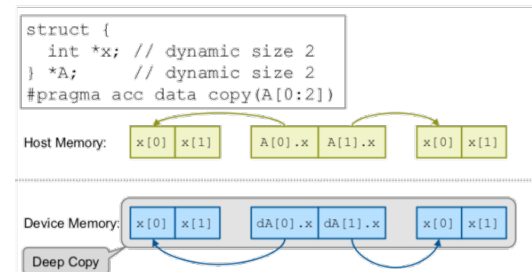 struct {
  int *x; // dynamic size 2
} *A;     // dynamic size 2
#pragma acc data copy(A[0:2])
Host Memory: x[0] x[1] A[0].x A[1].x x[0] x[1]
Device Memory: x[0] x[1] dA[0].x dA[1].x x[0] x[1]
Deep Copy